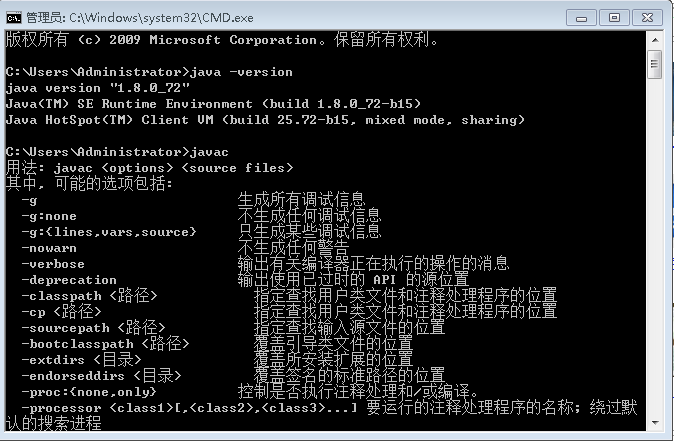 管理员: C:\Windows\system32\CMD.exe
版权所有 (c) 2009 Microsoft Corporation。保留所有权利。
C:\Users\Administrator>java -version
java version "1.8.0_72"
Java(TM) SE Runtime Environment (build 1.8.0_72-b15)
Java HotSpot(TM) Client VM (build 25.72-b15, mixed mode, sharing)
C:\Users\Administrator>javac
用法: javac <options> <source files>
其中, 可能的选项包括:
-g 生成所有调试信息
-g:none 不生成任何调试信息
-g:{lines,vars,source} 只生成某些调试信息
-nowarn 不生成任何警告
-verbose 输出有关编译器正在执行的操作的消息
-deprecation 输出使用已过时的 API 的源位置
-classpath <路径> 指定查找用户类文件和注释处理程序的位置
-cp <路径> 指定查找用户类文件和注释处理程序的位置
-sourcepath <路径> 指定查找输入源文件的位置
-bootclasspath <路径> 覆盖引导类文件的位置
-extdirs <目录> 覆盖所安装扩展的位置
-endorseddirs <目录> 覆盖签名的标准路径的位置
-proc:{none,only} 控制是否执行注释处理和/或编译。
-processor <class1>[,<class2>,<class3>...] 要运行的注释处理程序的名称; 绕过默
认的搜索进程